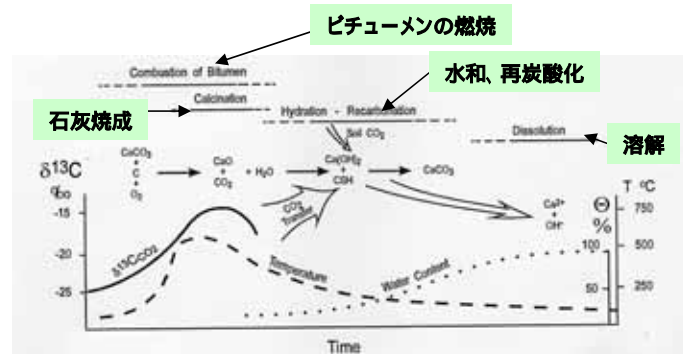 ビチューメンの燃焼
Combustion of Bitumen
水和、再炭酸化
Calcination
石灰焼成
Hydration - Recarbonation
Soil CO₂
Dissolution
溶解
δ13C
‰
CaCO₃
+
C
+
O₂
CaO
+
CO₂
+ H₂O
Ca(OH)₂
+
CSH
CaCO₃
T ºC
-15
-20
-25
δ13C-CO₂
CO₂
Transfer
Temperature
Water Content
Ca²⁺
+
OH⁻
Θ
%
100
50
750
500
250
Time